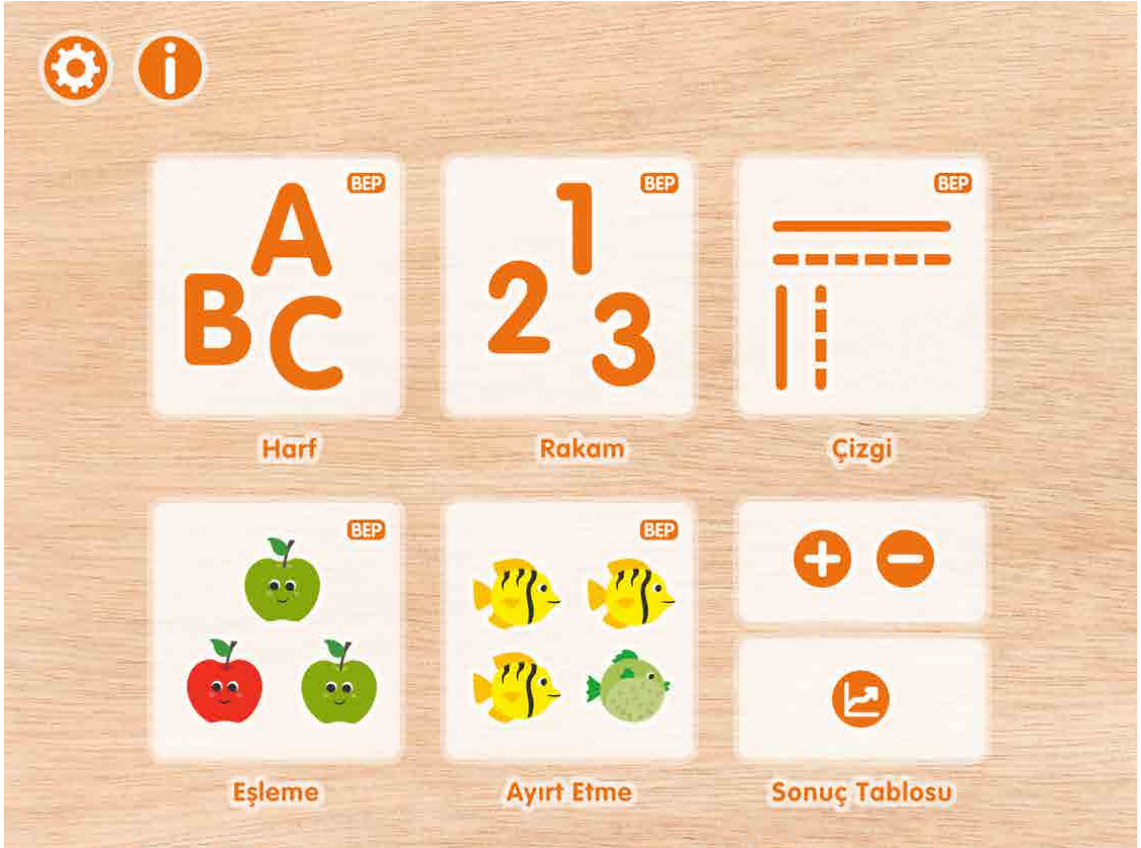 BEP
A
B C
Harf
BEP
1
2 3
Rakam
BEP
Çizgi
BEP
Eşleme
BEP
Ayırt Etme
Sonuç Tablosu